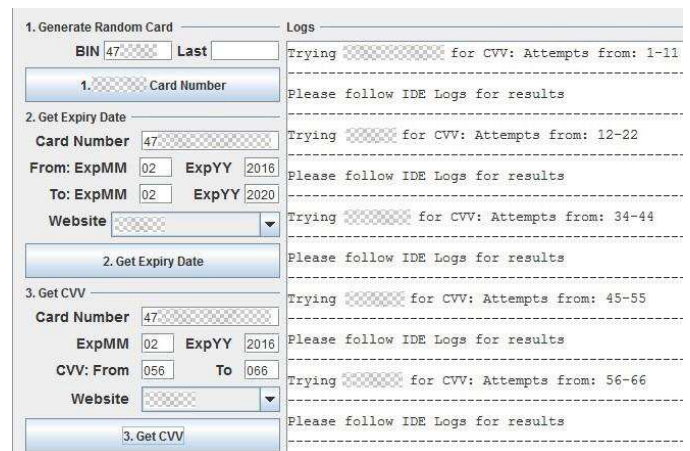 1. Generate Random Card
BIN 47 Last
1. Card Number
2. Get Expiry Date
Card Number 47
From: ExpMM 02 ExpYY 2016
To: ExpMM 02 ExpYY 2020
Website
2. Get Expiry Date
3. Get CVV
Card Number 47
ExpMM 02 ExpYY 2016
CVV: From 056 To 066
Website
3. Get CVV
Logs
Trying for CVV: Attempts from: 1-11
Please follow IDE Logs for results
Trying for CVV: Attempts from: 12-22
Please follow IDE Logs for results
Trying for CVV: Attempts from: 34-44
Please follow IDE Logs for results
Trying for CVV: Attempts from: 45-55
Please follow IDE Logs for results
Trying for CVV: Attempts from: 56-66
Please follow IDE Logs for results